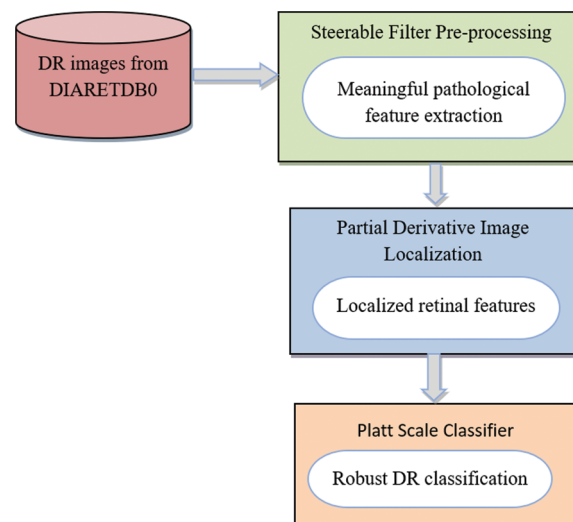 DR images from
DIARETDB0
Steerable Filter Pre-processing
Meaningful pathological
feature extraction
Partial Derivative Image
Localization
Localized retinal features
Platt Scale Classifier
Robust DR classification